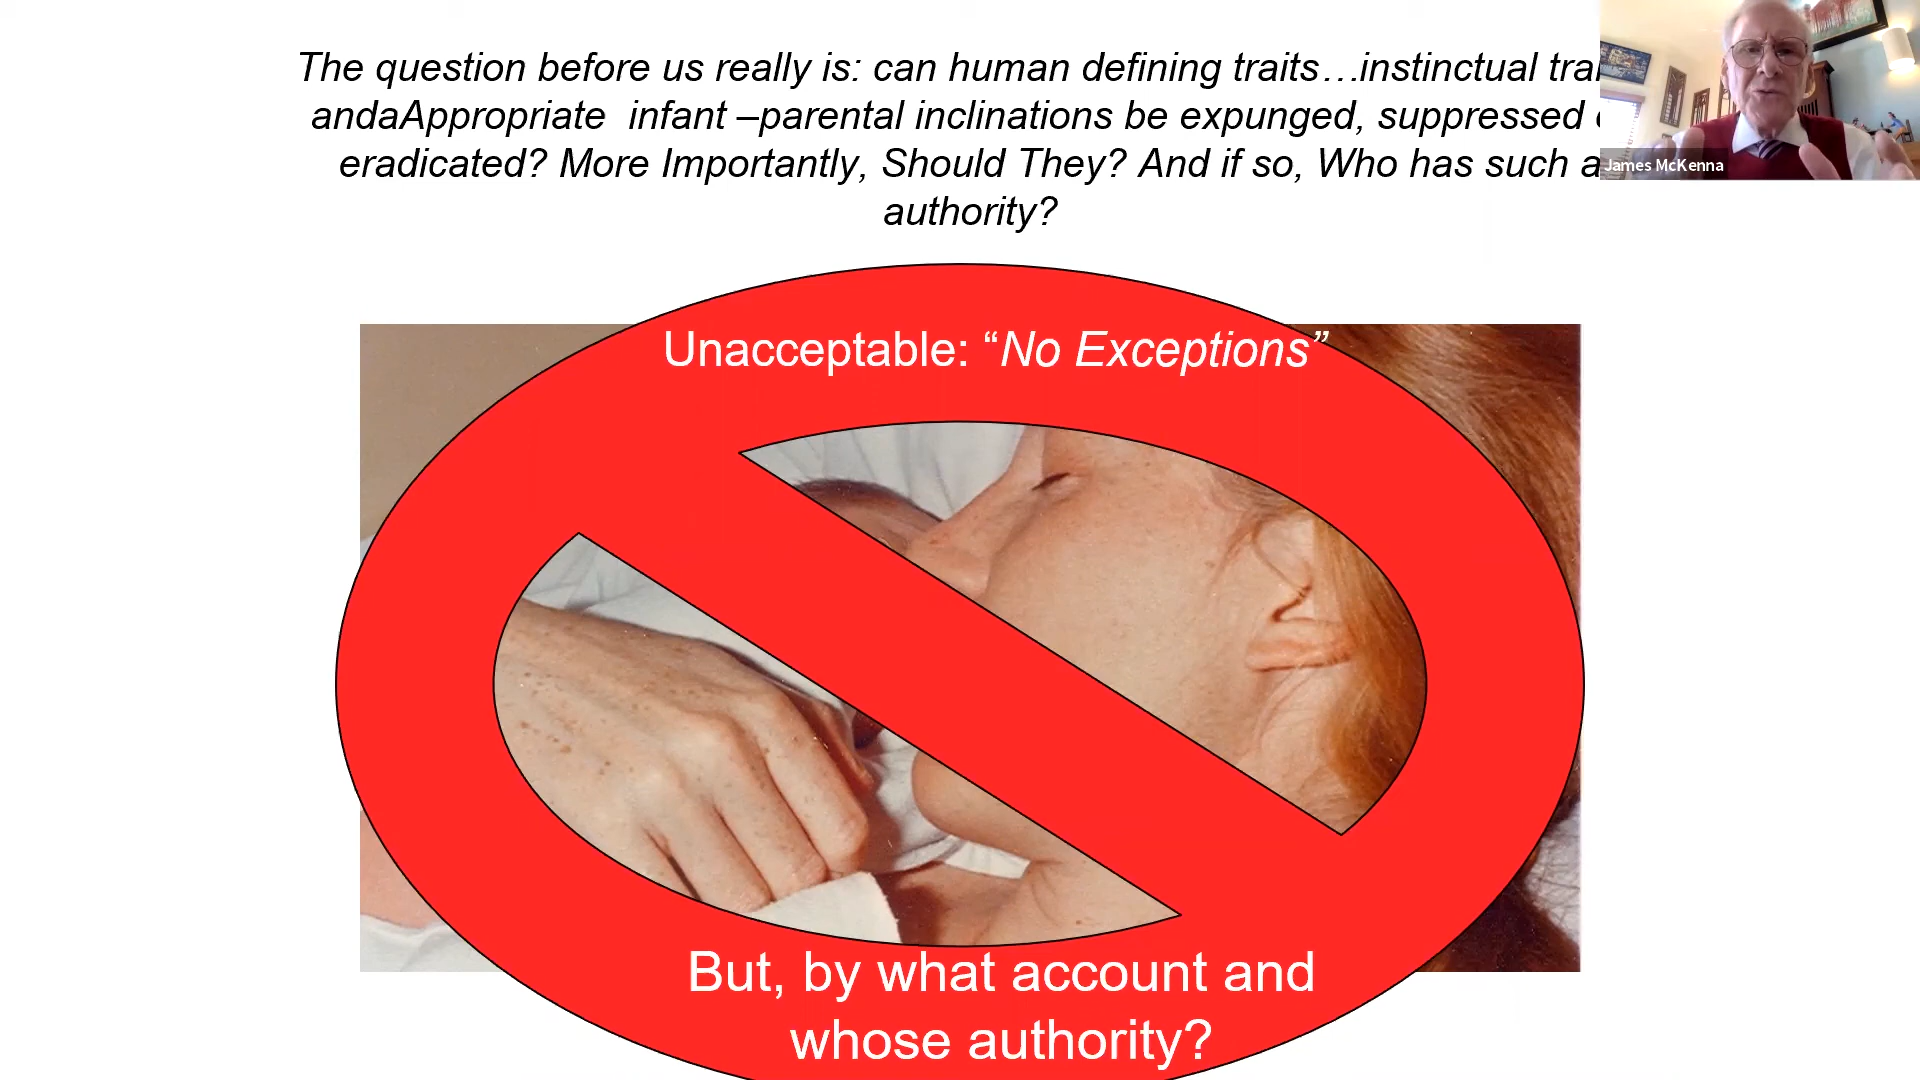 The question before us really is: can human defining traits…instinctual
andaAppropriate  infant –parental inclinations be expunged, suppressed
eradicated? More Importantly, Should They? And if so, Who has such a
authority?
James McKenna
Unacceptable: “No Exceptions”
But, by what account and
whose authority?